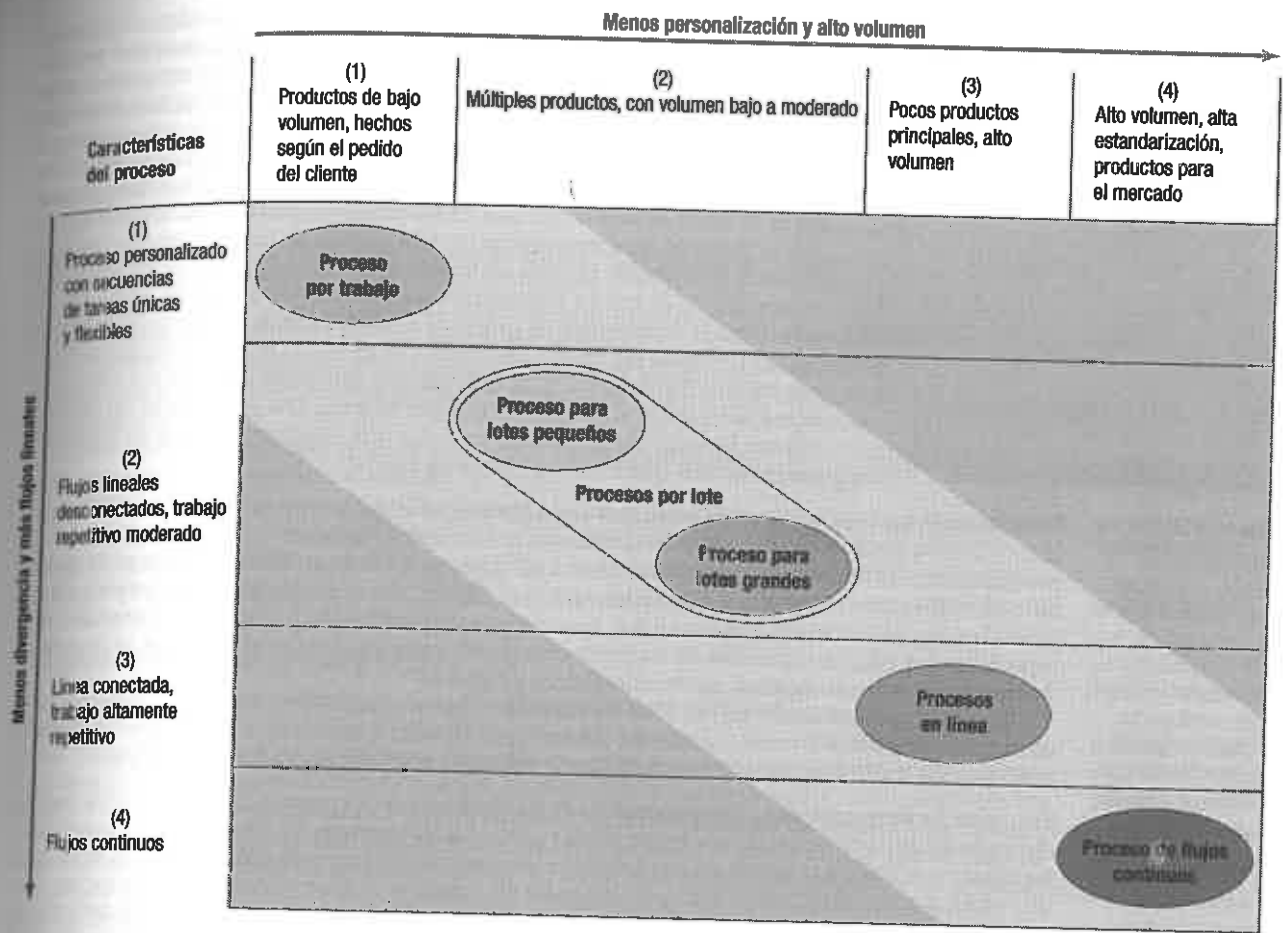 Menos personalización y alto volumen
Características
del proceso
(1)
Productos de bajo
volumen, hechos
según el pedido
del cliente
(2)
Múltiples productos, con volumen bajo a moderado
(3)
Pocos productos
principales, alto
volumen
(4)
Alto volumen, alta
estandarización,
productos para
el mercado
Menos divergencia y más flujos lineales
(1)
Proceso personalizado
con secuencias
de tareas únicas
y flexibles
Proceso
por trabajo
(2)
Flujos lineales
desconectados, trabajo
repetitivo moderado
Proceso para
lotes pequeños
Procesos por lote
Proceso para
lotes grandes
(3)
Línea conectada,
trabajo altamente
repetitivo
Procesos
en línea
(4)
Flujos continuos
Proceso de flujos
continuos